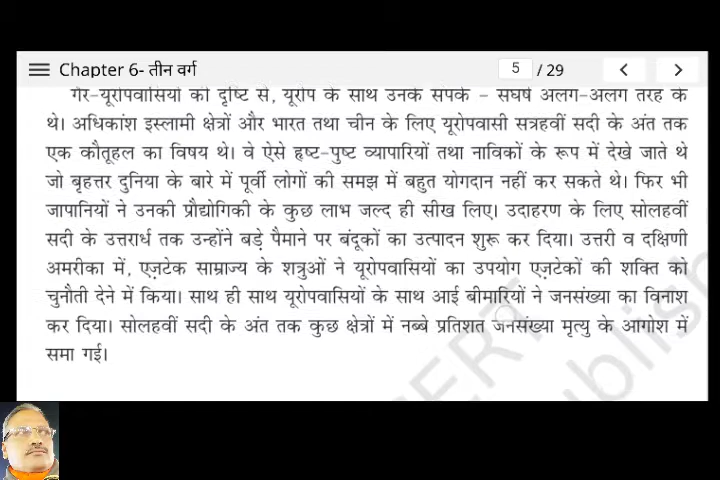 Chapter 6- तीन वर्ग
5 / 29
गैर-यूरोपवासियों की दृष्टि से, यूरोप के साथ उनके संपर्क - संघर्ष अलग-अलग तरह के
थे। अधिकांश इस्लामी क्षेत्रों और भारत तथा चीन के लिए यूरोपवासी सत्रहवीं सदी के अंत तक
एक कौतूहल का विषय थे। वे ऐसे हृष्ट-पुष्ट व्यापारियों तथा नाविकों के रूप में देखे जाते थे
जो बृहत्तर दुनिया के बारे में पूर्वी लोगों की समझ में बहुत योगदान नहीं कर सकते थे। फिर भी
जापानियों ने उनकी प्रौद्योगिकी के कुछ लाभ जल्द ही सीख लिए। उदाहरण के लिए सोलहवीं
सदी के उत्तरार्ध तक उन्होंने बड़े पैमाने पर बंदूकों का उत्पादन शुरू कर दिया। उत्तरी व दक्षिणी
अमरीका में, एज़टेक साम्राज्य के शत्रुओं ने यूरोपवासियों का उपयोग एज़टेकों की शक्ति को
चुनौती देने में किया। साथ ही साथ यूरोपवासियों के साथ आई बीमारियों ने जनसंख्या का विनाश
कर दिया। सोलहवीं सदी के अंत तक कुछ क्षेत्रों में नब्बे प्रतिशत जनसंख्या मृत्यु के आगोश में
समा गई।